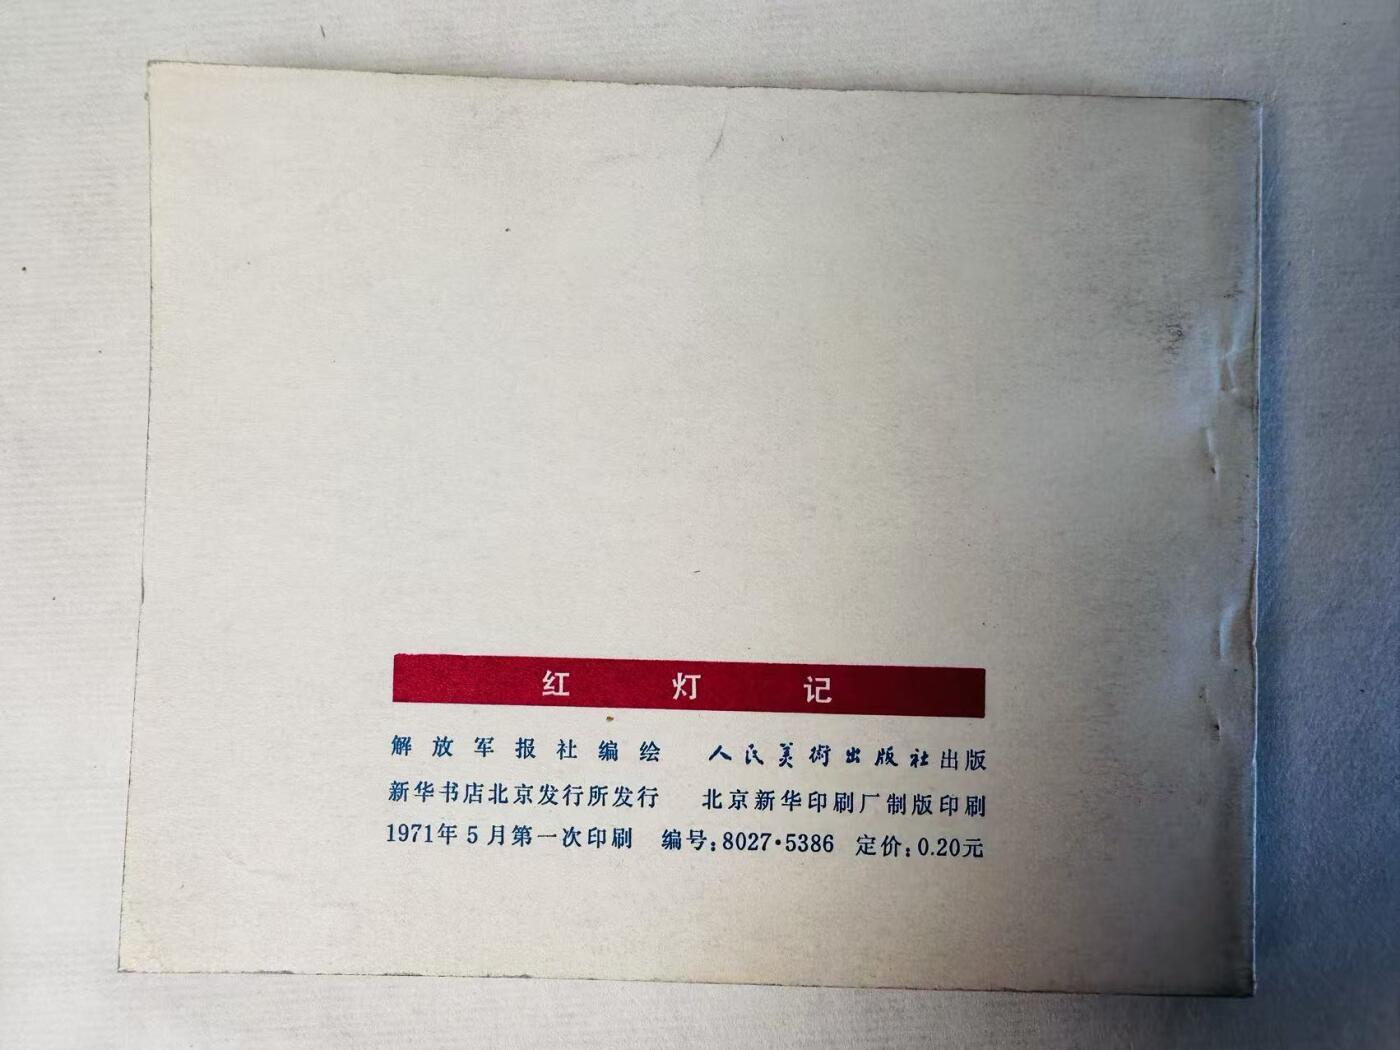 红灯记
解放军报社编绘 人民美術出版社出版
新华书店北京发行所发行 北京新华印刷厂制版印刷
1971年5月第一次印刷 编号:8027·5386 定价:0.20元